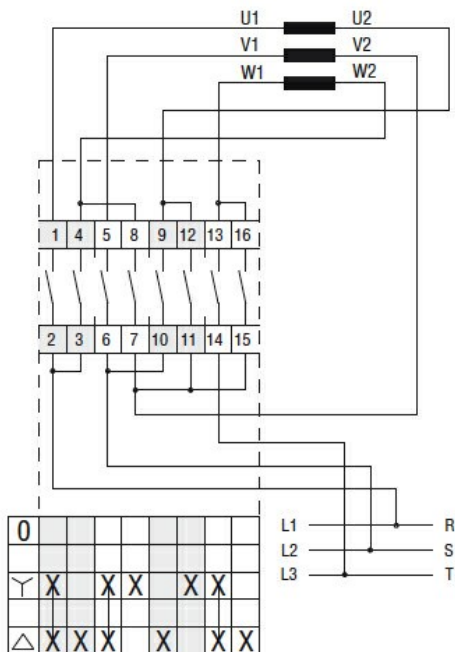 U1 U2
V1 V2
W1 W2
1 4 5 8 9 12 13 16
2 3 6 7 10 11 14 15
L1 R
L2 S
L3 T
0
Y X X X X X
△ X X X X X X